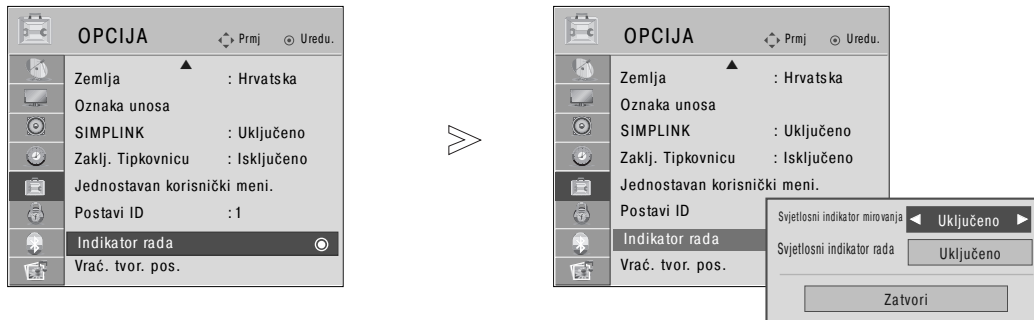 OPCIJA Prmj Uredu.
Zemlja : Hrvatska
Oznaka unosa
SIMPLINK : Uključeno
Zaklj. Tipkovnicu : Isključeno
Jednostavan korisnički meni.
Postavi ID :1
Indikator rada
Vrać. tvor. pos.
OPCIJA Prmj Uredu.
Zemlja : Hrvatska
Oznaka unosa
SIMPLINK : Uključeno
Zaklj. Tipkovnicu : Isključeno
Jednostavan korisnički meni.
Postavi ID
Indikator rada
Vrać. tvor. pos.
Svjetlosni indikator mirovanja ◀ Uključeno ▶
Svjetlosni indikator rada Uključeno
Zatvori